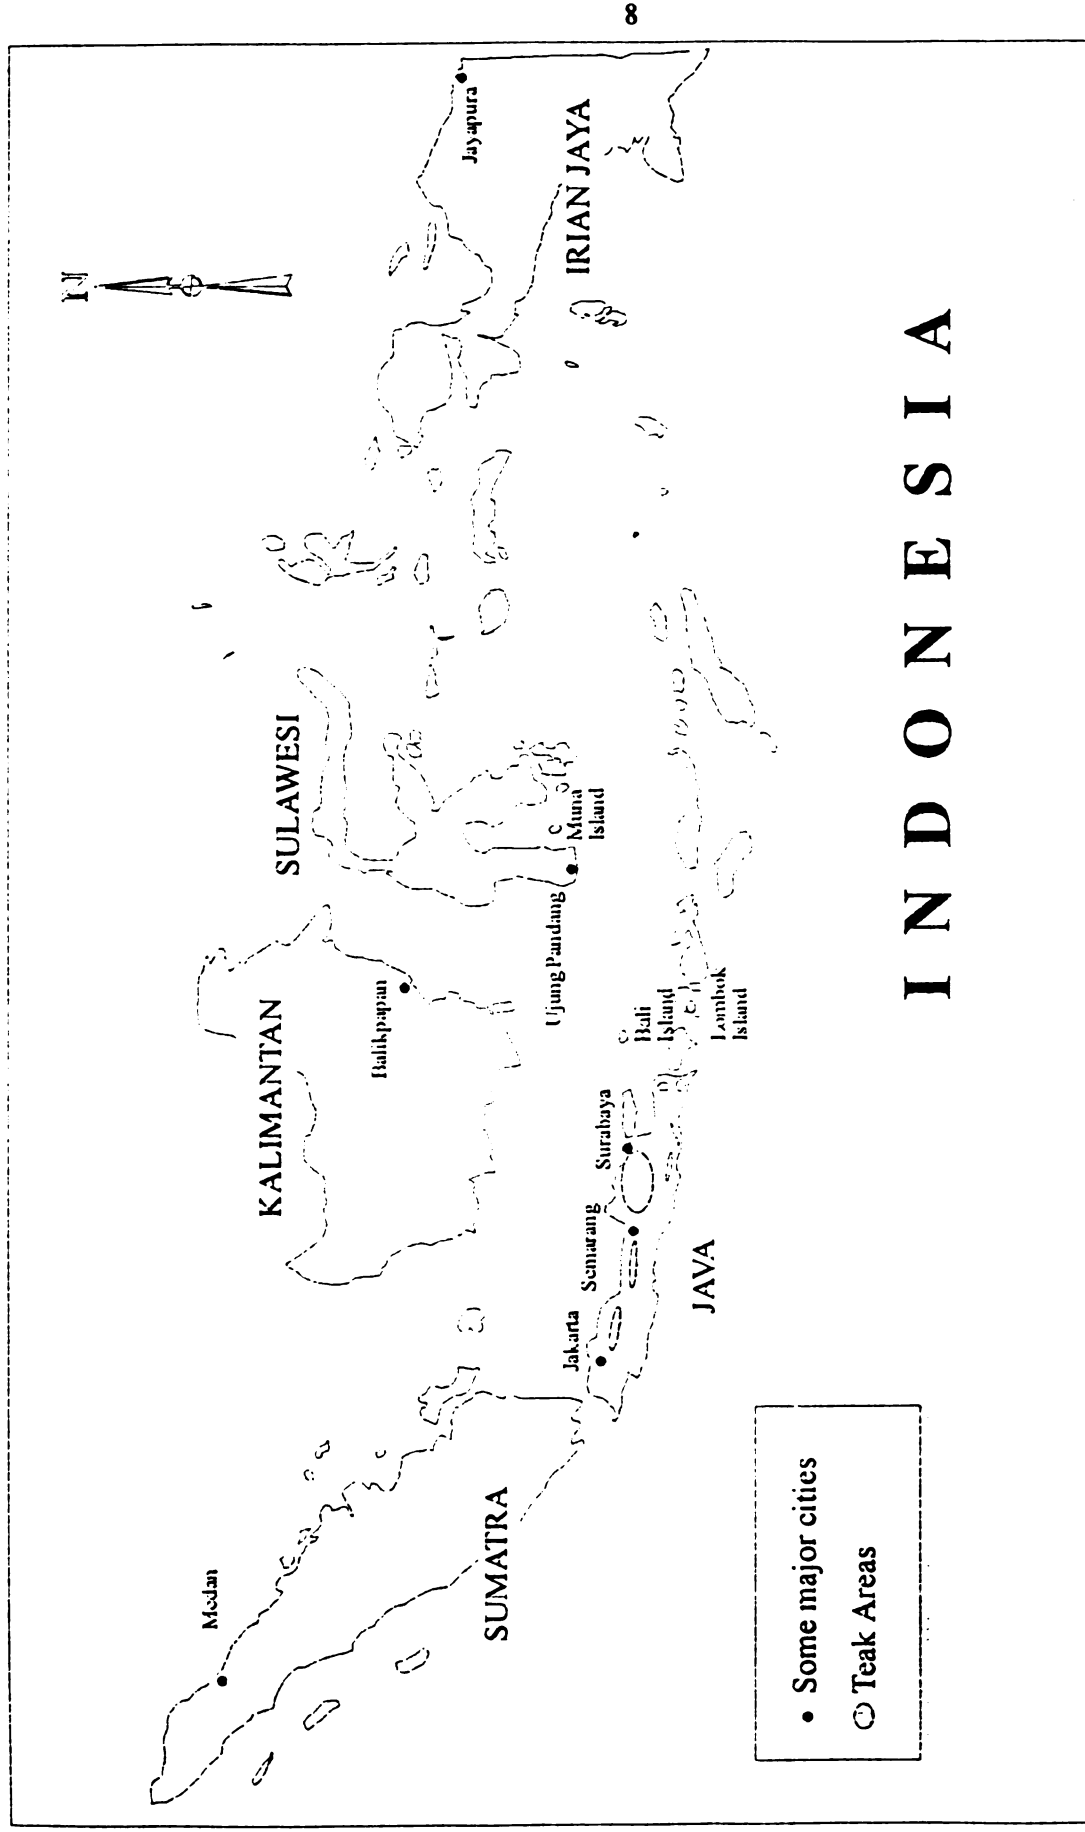 8
N
Jayapura
IRIAN JAYA
SULAWESI
Muna
Island
Ujung Pandang
KALIMANTAN
Balikpapan
Bali
Island
Lombok
Island
Surabaya
Semarang
Jakarta
JAVA
Medan
SUMATRA
INDONESIA
Some major cities
Teak Areas